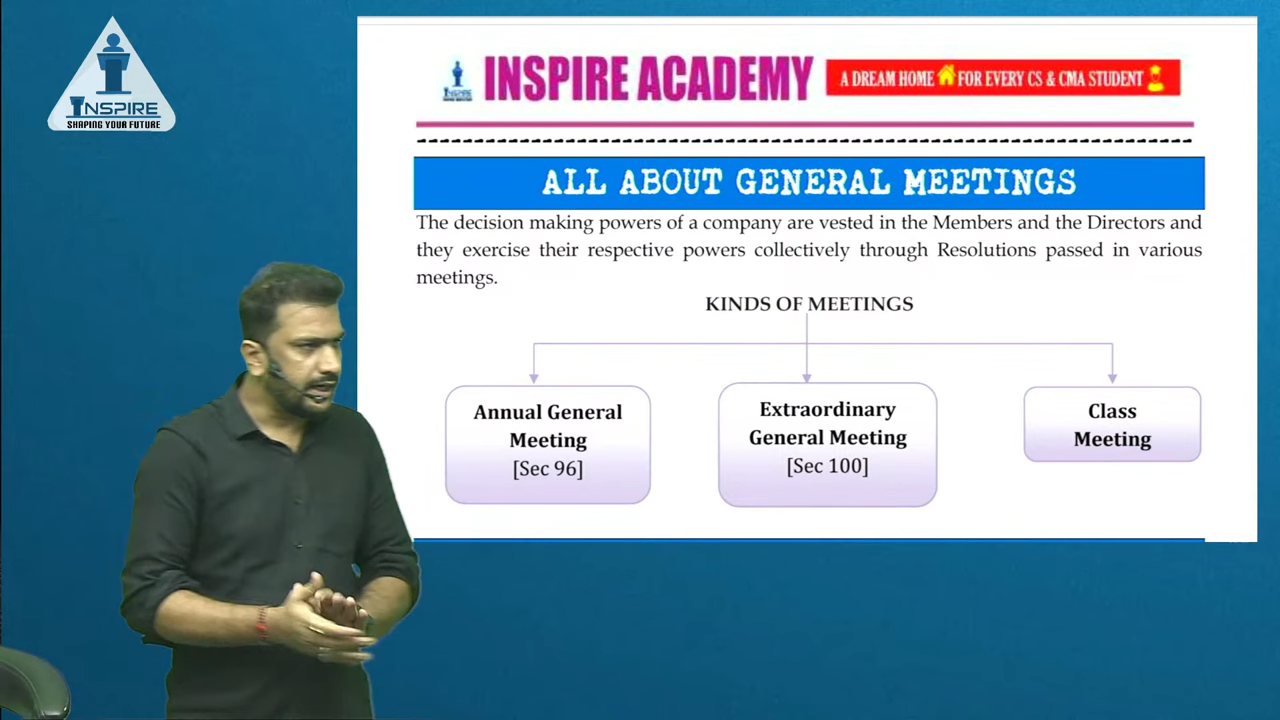 INSPIRE
SHAPING YOUR FUTURE
INSPIRE
INSPIRE ACADEMY
A DREAM HOME FOR EVERY CS & CMA STUDENT
ALL ABOUT GENERAL MEETINGS
The decision making powers of a company are vested in the Members and the Directors and
they exercise their respective powers collectively through Resolutions passed in various
meetings.
KINDS OF MEETINGS
Annual General
Meeting
[Sec 96]
Extraordinary
General Meeting
[Sec 100]
Class
Meeting